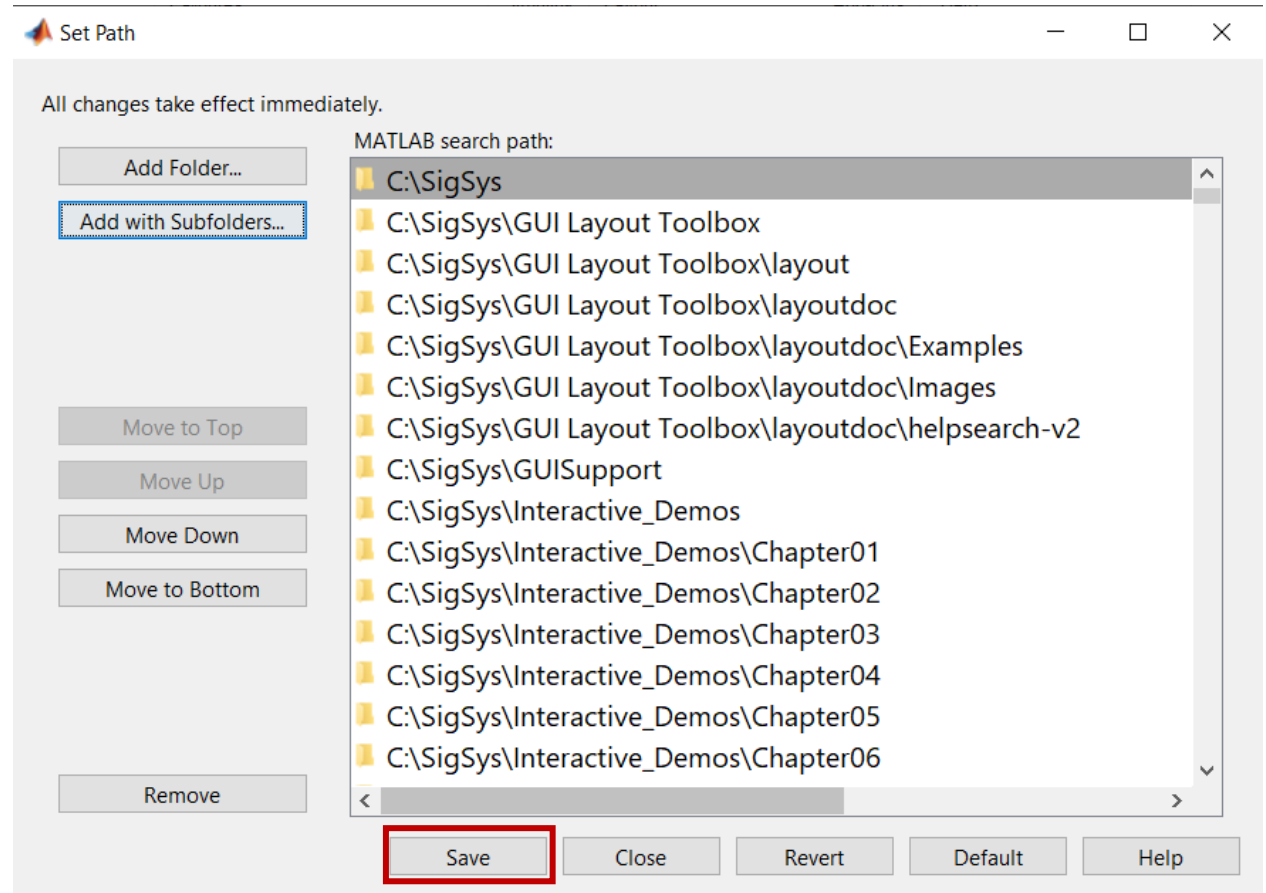 Set Path
All changes take effect immediately.
MATLAB search path:
Add Folder...
Add with Subfolders...
Move to Top
Move Up
Move Down
Move to Bottom
Remove
C:\SigSys
C:\SigSys\GUI Layout Toolbox
C:\SigSys\GUI Layout Toolbox\layout
C:\SigSys\GUI Layout Toolbox\layoutdoc
C:\SigSys\GUI Layout Toolbox\layoutdoc\Examples
C:\SigSys\GUI Layout Toolbox\layoutdoc\Images
C:\SigSys\GUI Layout Toolbox\layoutdoc\helpsearch-v2
C:\SigSys\GUISupport
C:\SigSys\Interactive_Demos
C:\SigSys\Interactive_Demos\Chapter01
C:\SigSys\Interactive_Demos\Chapter02
C:\SigSys\Interactive_Demos\Chapter03
C:\SigSys\Interactive_Demos\Chapter04
C:\SigSys\Interactive_Demos\Chapter05
C:\SigSys\Interactive_Demos\Chapter06
Save
Close
Revert
Default
Help